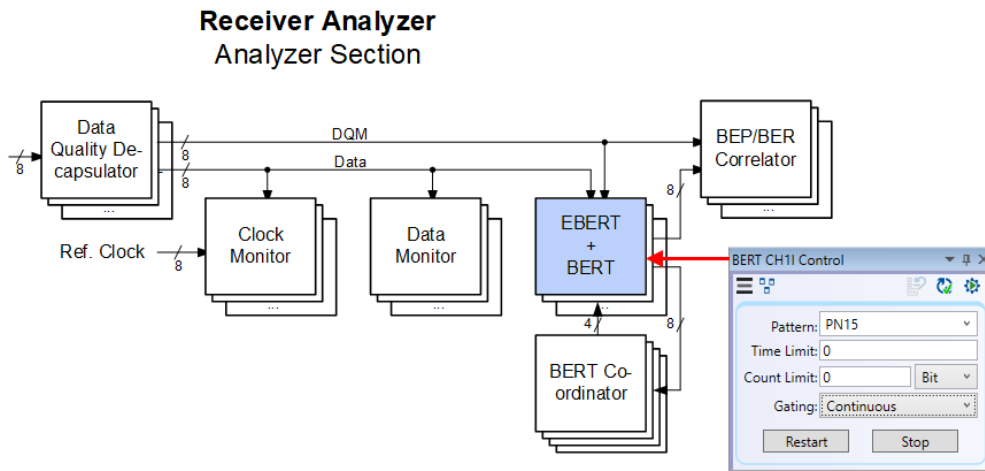 Receiver Analyzer
Analyzer Section
Data
Quality De-
capsulator
...
8
DQM
8
Data
8
BEP/BER
Correlator
...
8
Ref. Clock
8
Clock
Monitor
...
Data
Monitor
...
EBERT
+
BERT
4
8
BERT Co-
ordinator
BERT CH1I Control
Pattern: PN15
Time Limit: 0
Count Limit: 0 Bit
Gating: Continuous
Restart Stop